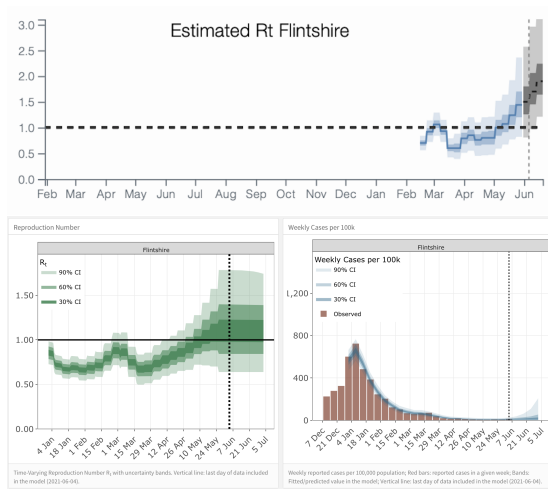 Estimated Rt Flintshire
3.0
2.5
2.0
1.5
1.0
0.5
0.0
Feb Mar Apr May Jun Jul Aug Sep Oct Nov Dec Jan Feb Mar Apr May Jun
Reproduction Number
Flintshire
Rt
90% CI
60% CI
30% CI
1.50
1.00
0.50
0.00
4 Jan 18 Jan 1 Feb 15 Feb 1 Mar 15 Mar 29 Mar 12 Apr 26 Apr 10 May 24 May 7 Jun 21 Jun 5 Jul
Time-Varying Reproduction Number Rt with uncertainty bands. Vertical line: last day of data included
in the model (2021-06-04).
Weekly Cases per 100k
Flintshire
Weekly Cases per 100k
90% CI
60% CI
30% CI
Observed
,200
800
400
0
7 Dec 21 Dec 4 Jan 18 Jan 1 Feb 15 Feb 1 Mar 15 Mar 29 Mar 12 Apr 26 Apr 10 May 24 May 7 Jun 21 Jun 5 Jul
Weekly reported cases per 100,000 population; Red bars: reported cases in a given week; Bands:
Fitted/predicted value in the model; Vertical line: last day of data included in the model (2021-06-04).